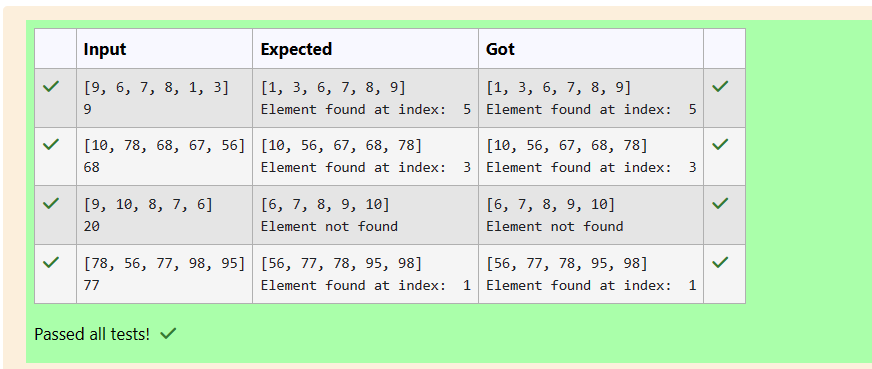 Input Expected Got
[9, 6, 7, 8, 1, 3] [1, 3, 6, 7, 8, 9] [1, 3, 6, 7, 8, 9]
9 Element found at index:  5 Element found at index:  5
[10, 78, 68, 67, 56] [10, 56, 67, 68, 78] [10, 56, 67, 68, 78]
68 Element found at index:  3 Element found at index:  3
[9, 10, 8, 7, 6] [6, 7, 8, 9, 10] [6, 7, 8, 9, 10]
20 Element not found Element not found
[78, 56, 77, 98, 95] [56, 77, 78, 95, 98] [56, 77, 78, 95, 98]
77 Element found at index:  1 Element found at index:  1
Passed all tests!